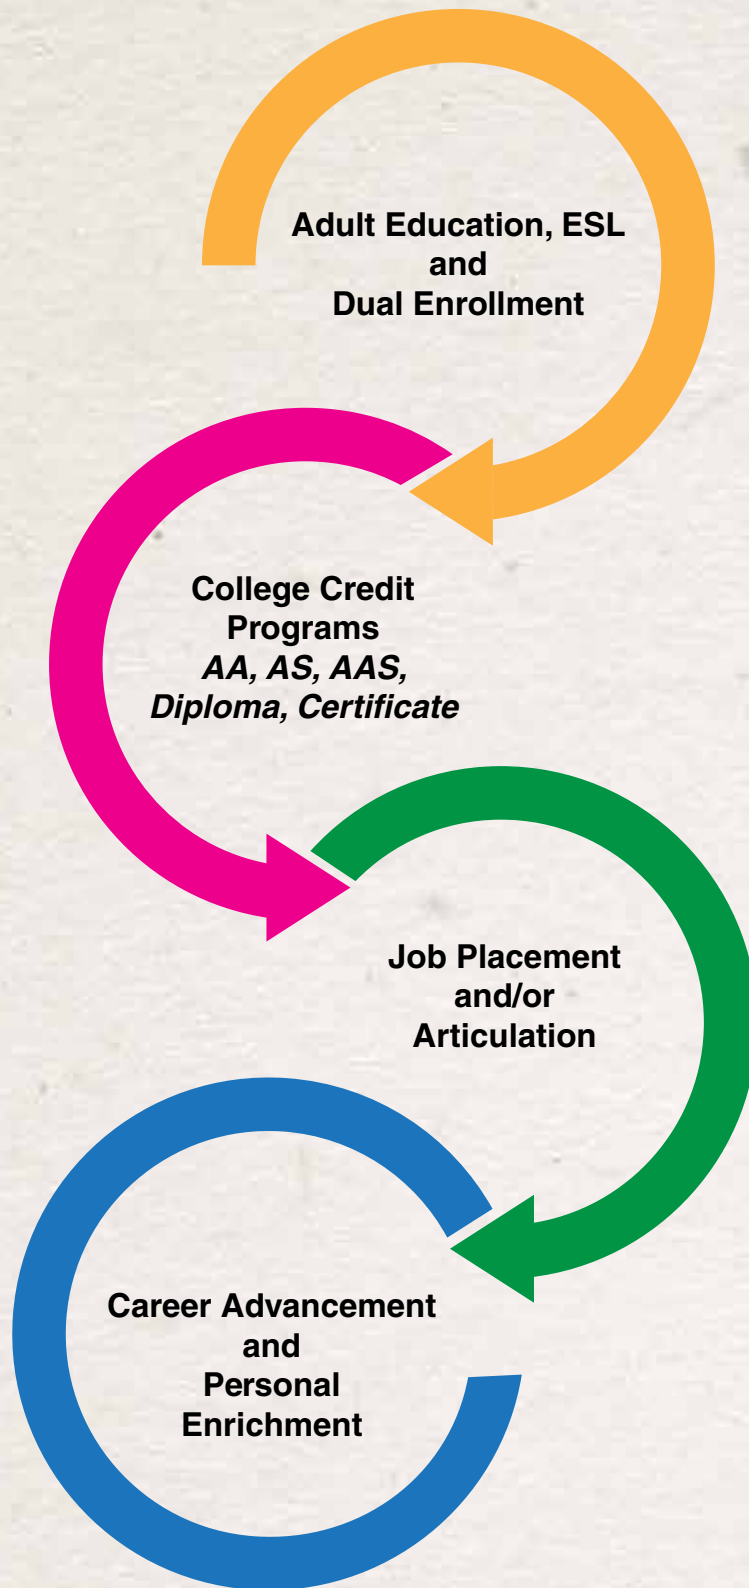 Adult Education, ESL
and
Dual Enrollment
College Credit
Programs
AA, AS, AAS,
Diploma, Certificate
Job Placement
and/or
Articulation
Career Advancement
and
Personal
Enrichment